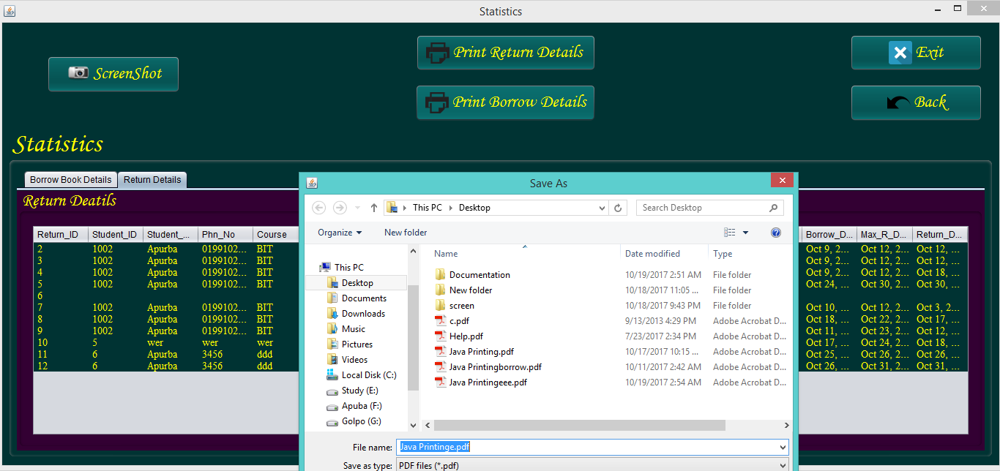 Statistics
ScreenShot
Print Return Details
Print Borrow Details
Exit
Back
Statistics
Borrow Book Details Return Details
Return Deatils
Return_ID Student_ID Student_... Phn_No Course Borrow_D... Max_R_D... Return_D...
2 1002 Apurba 0199102... BIT Oct 9, 2... Oct 12, 2... Oct 12, ...
3 1002 Apurba 0199102... BIT Oct 9, 2... Oct 12, 2... Oct 12, ...
4 1002 Apurba 0199102... BIT Oct 9, 2... Oct 12, 2... Oct 18, ...
5 1002 Apurba 0199102... BIT Oct 24, ... Oct 30, 2... Oct 30, ...
6
7 1002 Apurba 0199102... BIT Oct 10, ... Oct 12, 2... Oct 3, 2...
8 1002 Apurba 0199102... BIT Oct 18, ... Oct 22, 2... Oct 17, ...
9 1002 Apurba 0199102... BIT Oct 11, ... Oct 23, 2... Oct 12, ...
10 5 wer wer wer Oct 17, ... Oct 24, 2... Oct 18, ...
11 6 Apurba 3456 ddd Oct 25, ... Oct 26, 2... Oct 26, ...
12 6 Apurba 3456 ddd Oct 26, ... Oct 31, 2... Oct 31, ...
Save As
This PC Desktop
Search Desktop
Organize New folder
This PC
Desktop
Documents
Downloads
Music
Pictures
Videos
Local Disk (C:)
Study (E:)
Apuba (F:)
Golpo (G:)
Name Date modified Type
Documentation 10/19/2017 2:51 AM File folder
New folder 10/18/2017 11:05 ... File folder
screen 10/18/2017 9:43 PM File folder
c.pdf 9/13/2013 4:29 PM Adobe Acrobat D...
Help.pdf 7/23/2017 2:34 PM Adobe Acrobat D...
Java Printing.pdf 10/17/2017 10:15 ... Adobe Acrobat D...
Java Printingborrow.pdf 10/11/2017 2:42 AM Adobe Acrobat D...
Java Printingeee.pdf 10/19/2017 2:54 AM Adobe Acrobat D...
File name: Java Printinge.pdf
Save as type: PDF files (*.pdf)